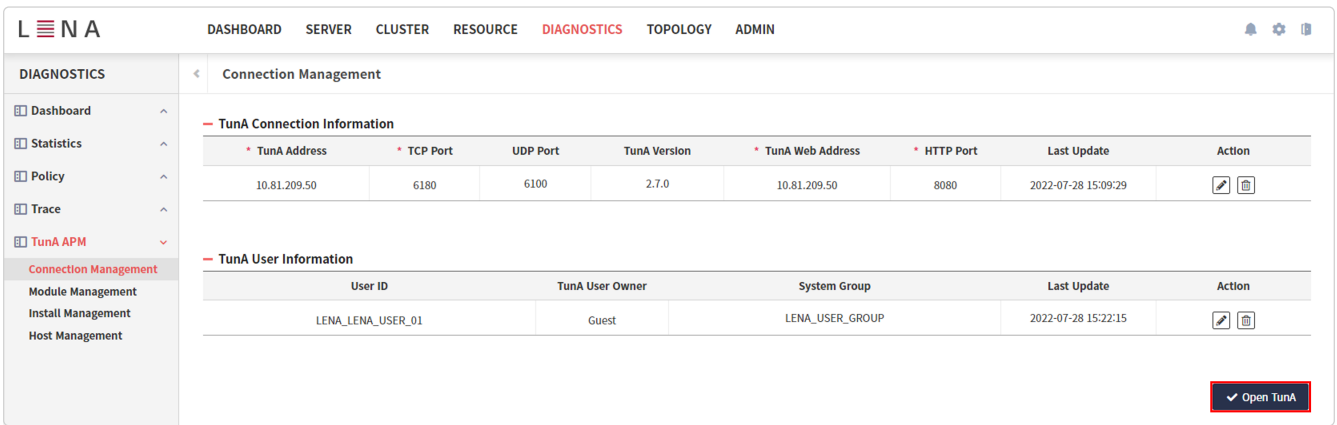 LENA
DASHBOARD SERVER CLUSTER RESOURCE DIAGNOSTICS TOPOLOGY ADMIN
DIAGNOSTICS
Connection Management
Dashboard
Statistics
Policy
Trace
TunA APM
Connection Management
Module Management
Install Management
Host Management
TunA Connection Information
* TunA Address * TCP Port UDP Port TunA Version * TunA Web Address * HTTP Port Last Update Action
10.81.209.50 6180 6100 2.7.0 10.81.209.50 8080 2022-07-28 15:09:29
TunA User Information
User ID TunA User Owner System Group Last Update Action
LENA_LENA_USER_01 Guest LENA_USER_GROUP 2022-07-28 15:22:15
Open TunA